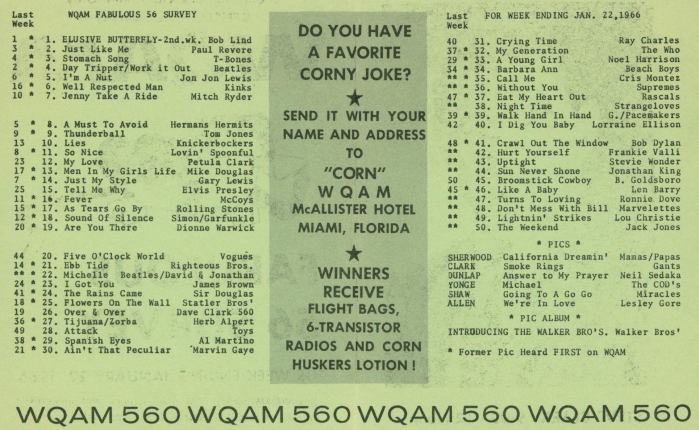 Last WQAM FABULOUS 56 SURVEY
Week
1 * 1. ELUSIVE BUTTERFLY-2nd.wk. Bob Lind
3 * 2. Just Like Me Paul Revere
4 * 3. Stomach Song T-Bones
2 * 4. Day Tripper/Work it Out Beatles
6 * 5. I'm A Nut Jon Jon Lewis
16 * 6. Well Respected Man Kinks
10 * 7. Jenny Take A Ride Mitch Ryder
5 * 8. A Must To Avoid Hermans Hermits
9 * 9. Thunderball Tom Jones
13 10. Lies Knickerbockers
8 * 11. So Nice Lovin' Spoonful
23 12. My Love Petula Clark
17 * 13. Men In My Girls Life Mike Douglas
7 * 14. Just My Style Gary Lewis
25 15. Tell Me Why Elvis Presley
11 * 16. Fever McCoys
15 * 17. As Tears Go By Rolling Stones
12 * 18. Sound Of Silence Simon/Garfunkle
20 * 19. Are You There Dionne Warwick
44 20. Five O'Clock World Vogues
14 * 21. Ebb Tide Righteous Bros.
** ** 22. Michelle Beatles/David & Jonathan
24 * 23. I Got You James Brown
41 * 24. The Rains Came Sir Douglas
18 * 25. Flowers On The Wall Statler Bros'
19 26. Over & Over Dave Clark 560
36 * 27. Tijuana/Zorba Herb Alpert
49 28. Attack Toys
38 * 29. Spanish Eyes Al Martino
21 * 30. Ain't That Peculiar Marvin Gaye
DO YOU HAVE
A FAVORITE
CORNY JOKE?
SEND IT WITH YOUR
NAME AND ADDRESS
TO
"CORN"
WQAM
McALLISTER HOTEL
MIAMI, FLORIDA
WINNERS
RECEIVE
FLIGHT BAGS,
6-TRANSISTOR
RADIOS AND CORN
HUSKERS LOTION!
Last FOR WEEK ENDING JAN. 22,1966
Week
40 31. Crying Time Ray Charles
37 * 32. My Generation The Who
29 * 33. A Young Girl Noel Harrison
34 * 34. Barbara Ann Beach Boys
** 35. Call Me Cris Montez
** * 36. Without You Supremes
47 * 37. Eat My Heart Out Rascals
** 38. Night Time Strangeloves
39 * 39. Walk Hand In Hand G./Pacemakers
42 40. I Dig You Baby Lorraine Ellison
48 * 41. Crawl Out The Window Bob Dylan
** 42. Hurt Yourself Frankie Valli
** 43. Uptight Stevie Wonder
** 44. Sun Never Shone Jonathan King
50 45. Broomstick Cowboy B. Goldsboro
45 * 46. Like A Baby Len Barry
** 47. Turns To Loving Ronnie Dove
** 48. Don't Mess With Bill Marvelettes
** 49. Lightnin' Strikes Lou Christie
** 50. The Weekend Jack Jones
* PICS *
SHERWOOD California Dreamin' Mamas/Papas
CLARK Smoke Rings Gants
DUNLAP Answer to My Prayer Neil Sedaka
YONGE Michael The COD's
SHAW Going To A Go Go Miracles
ALLEN We're In Love Lesley Gore
* PIC ALBUM *
INTRODUCING THE WALKER BRO'S. Walker Bros'
* Former Pic Heard FIRST on WQAM
WQAM 560 WQAM 560 WQAM 560 WQAM 560